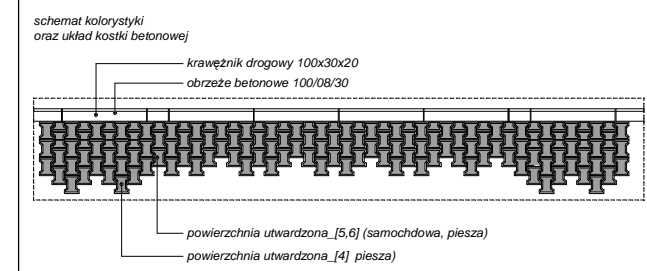 schemat kolorystyki
oraz układ kostki betonowej
krawężnik drogowy 100x30x20
obrzeże betonowe 100/08/30
powierzchnia utwardzona_[5,6] (samochdowa, piesza)
powierzchnia utwardzona_[4] piesza)